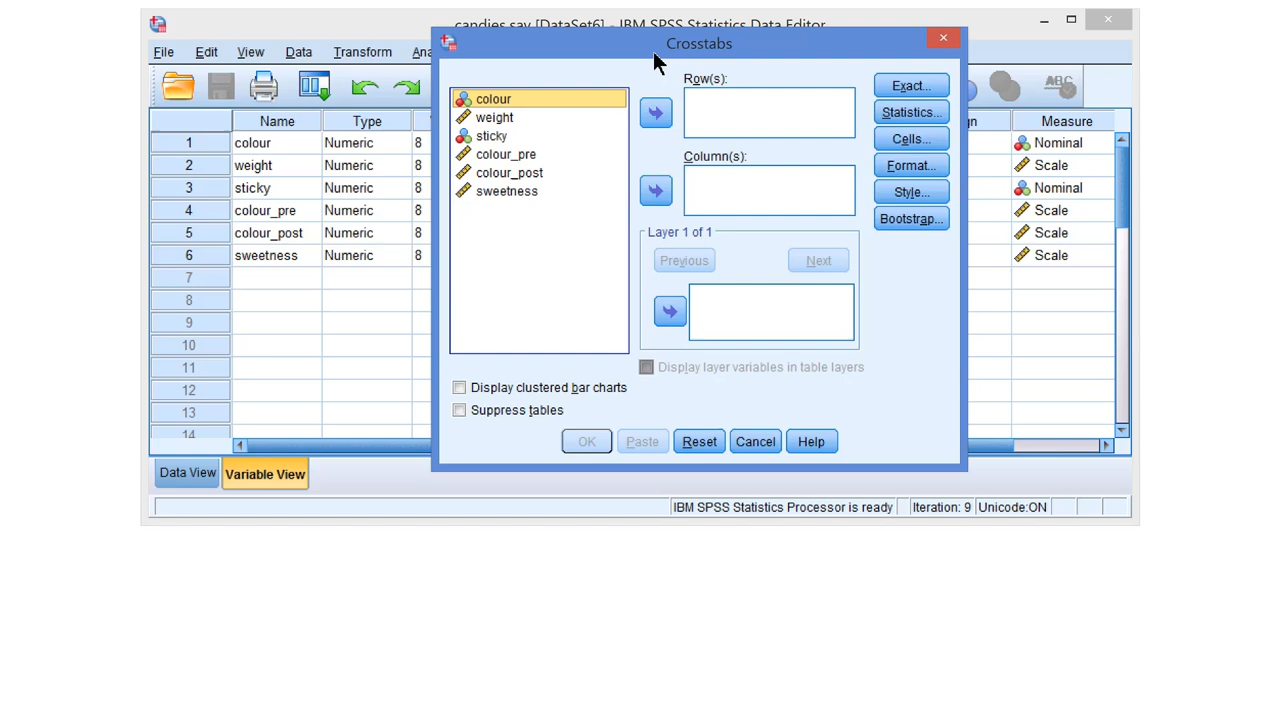 candies.sav [DataSet6] - IBM SPSS Statistics Data Editor
Crosstabs
File Edit View Data Transform
Name Type Measure
1 colour Numeric 8 Nominal
2 weight Numeric 8 Scale
3 sticky Numeric 8 Nominal
4 colour_pre Numeric 8 Scale
5 colour_post Numeric 8 Scale
6 sweetness Numeric 8 Scale
7
8
9
10
11
12
13
14
colour
weight
sticky
colour_pre
colour_post
sweetness
Row(s):
Column(s):
Layer 1 of 1
Previous Next
Display layer variables in table layers
Exact...
Statistics...
Cells...
Format...
Style...
Bootstrap...
Display clustered bar charts
Suppress tables
OK Paste Reset Cancel Help
ABC
Data View Variable View
IBM SPSS Statistics Processor is ready Iteration: 9 Unicode:ON